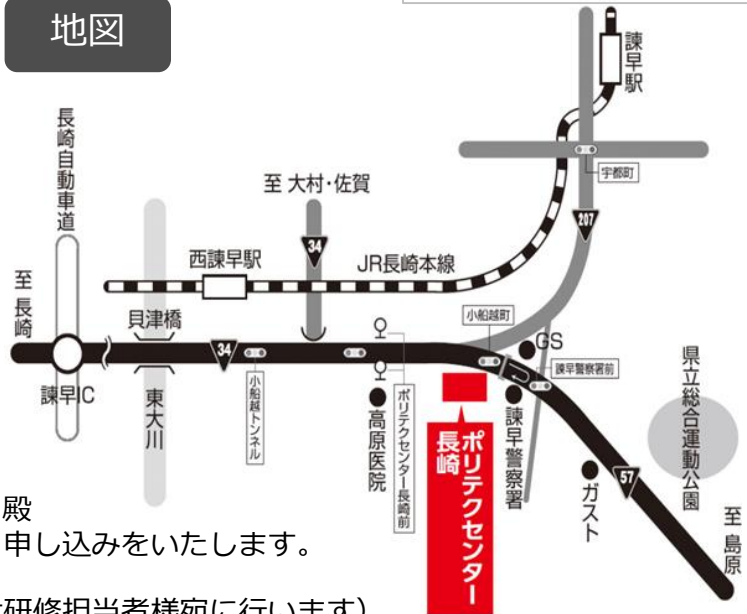 地図
諫早駅
長崎自動車道
宇都町
至 大村・佐賀
207
34
西諫早駅
JR長崎本線
至 長崎
貝津橋
小船越町
GS
34
諫早警察署前
県立総合運動公園
諫早IC
東大川
小船越トンネル
高原医院
ポリテクセンター長崎前
ポリテクセンター
長崎
諫早警察署
ガスト
57
至 島原
殿
申し込みをいたします。
研修担当者様宛に行います)